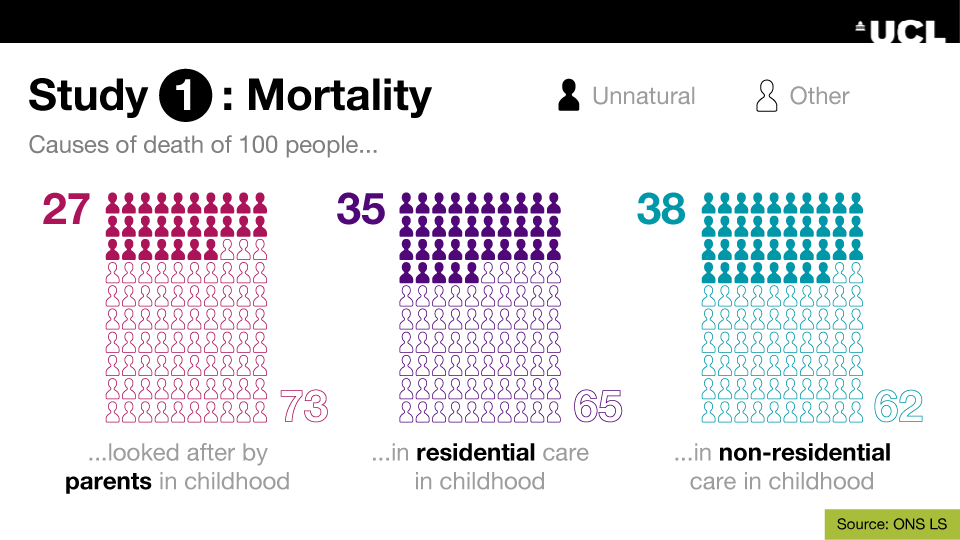 UCL
Study 1 : Mortality
Unnatural
Other
Causes of death of 100 people...
27
73
...looked after by
parents in childhood
35
65
...in residential care
in childhood
38
62
...in non-residential
care in childhood
Source: ONS LS